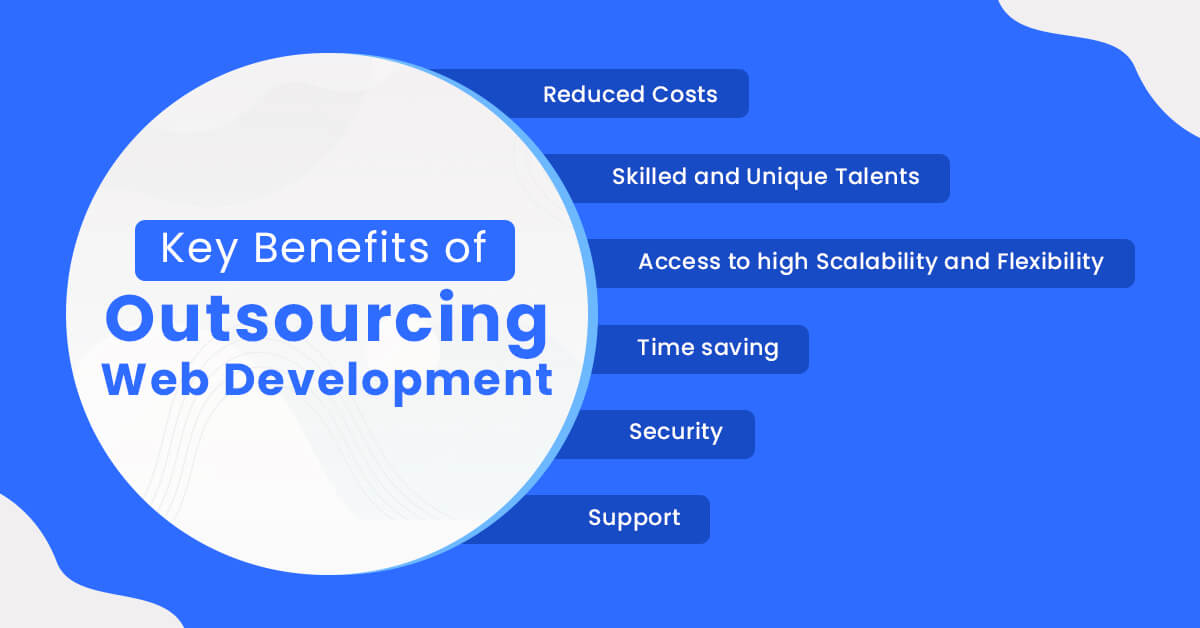 Key Benefits of
Outsourcing
Web Development
Reduced Costs
Skilled and Unique Talents
Access to high Scalability and Flexibility
Time saving
Security
Support